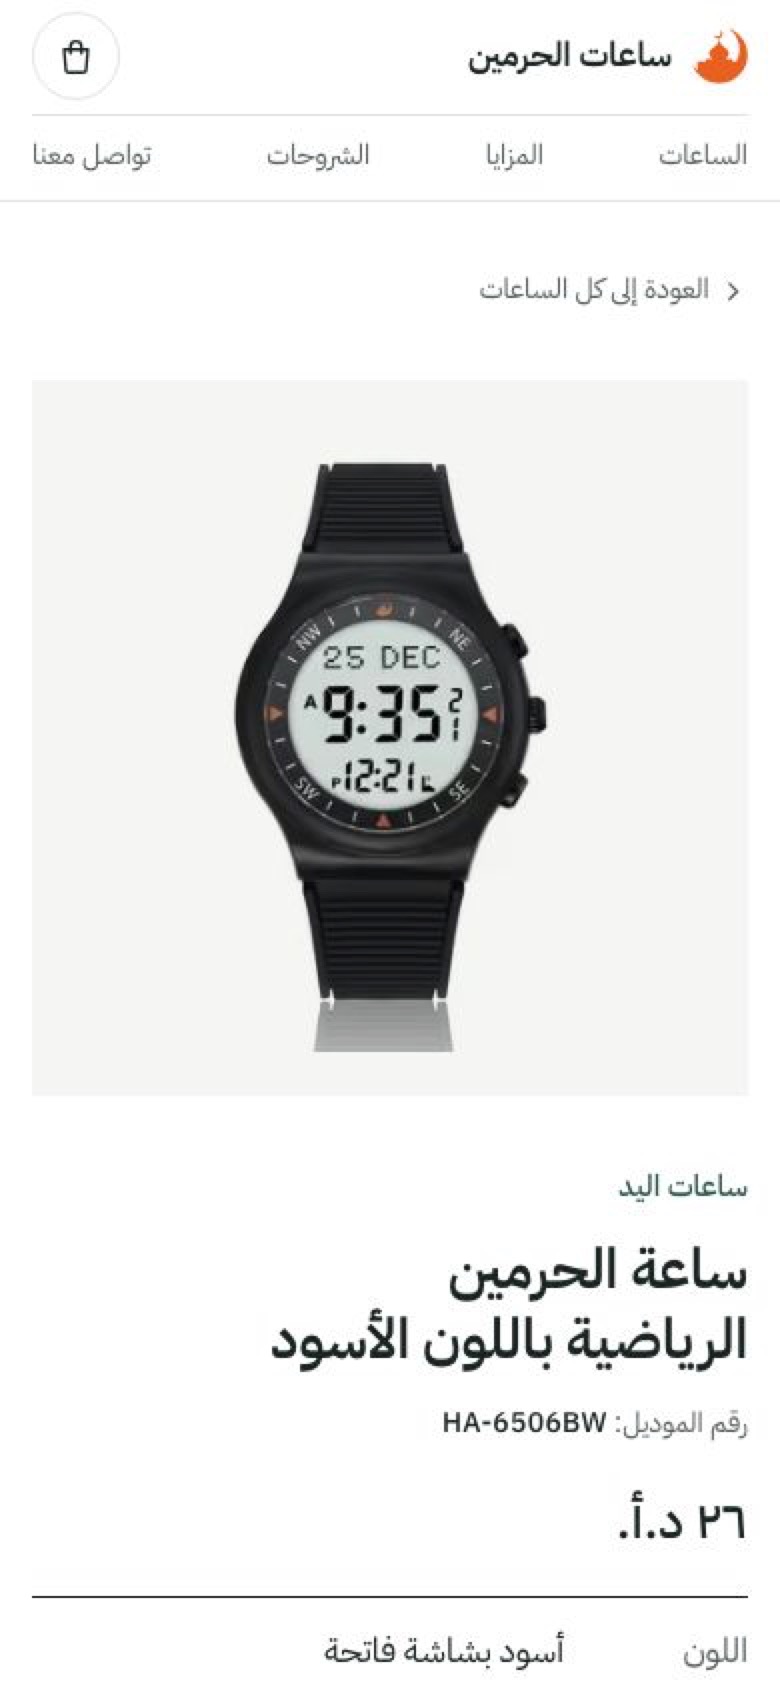 ساعات الحرمين
الساعات المزايا الشروحات تواصل معنا
العودة إلى كل الساعات
NW NE
25 DEC
A 9:35 21
P 12:21
SW SE
ساعات اليد
ساعة الحرمين
الرياضية باللون الأسود
رقم الموديل: HA-6506BW
٢٦ د.أ.
اللون أسود بشاشة فاتحة